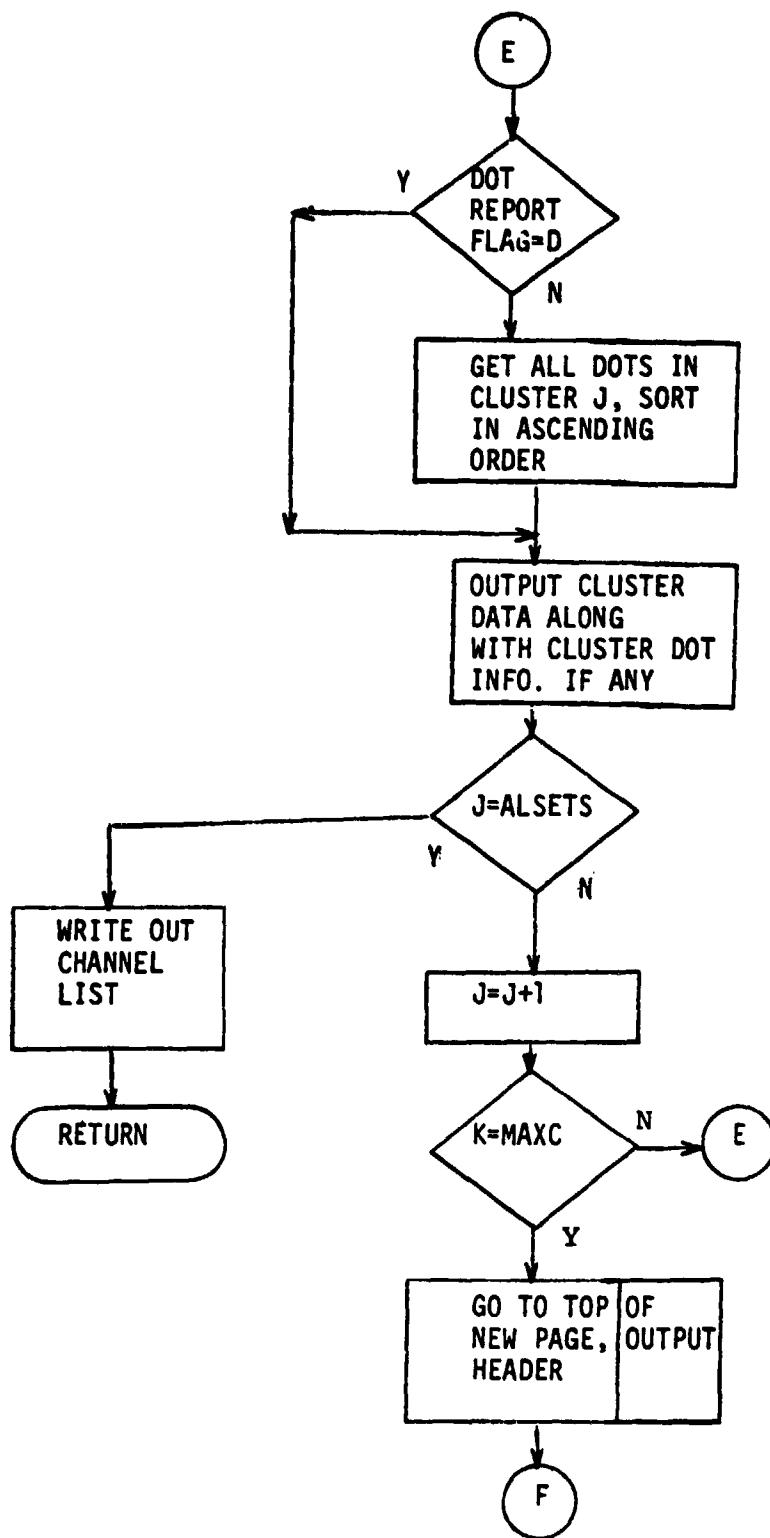 E
DOT
REPORT
FLAG=D
Y
N
GET ALL DOTS IN
CLUSTER J, SORT
IN ASCENDING
ORDER
OUTPUT CLUSTER
DATA ALONG
WITH CLUSTER DOT
INFO. IF ANY
J=ALSETS
Y
N
WRITE OUT
CHANNEL
LIST
RETURN
J=J+1
K=MAXC
N
E
Y
GO TO TOP OF
NEW PAGE, OUTPUT
HEADER
F